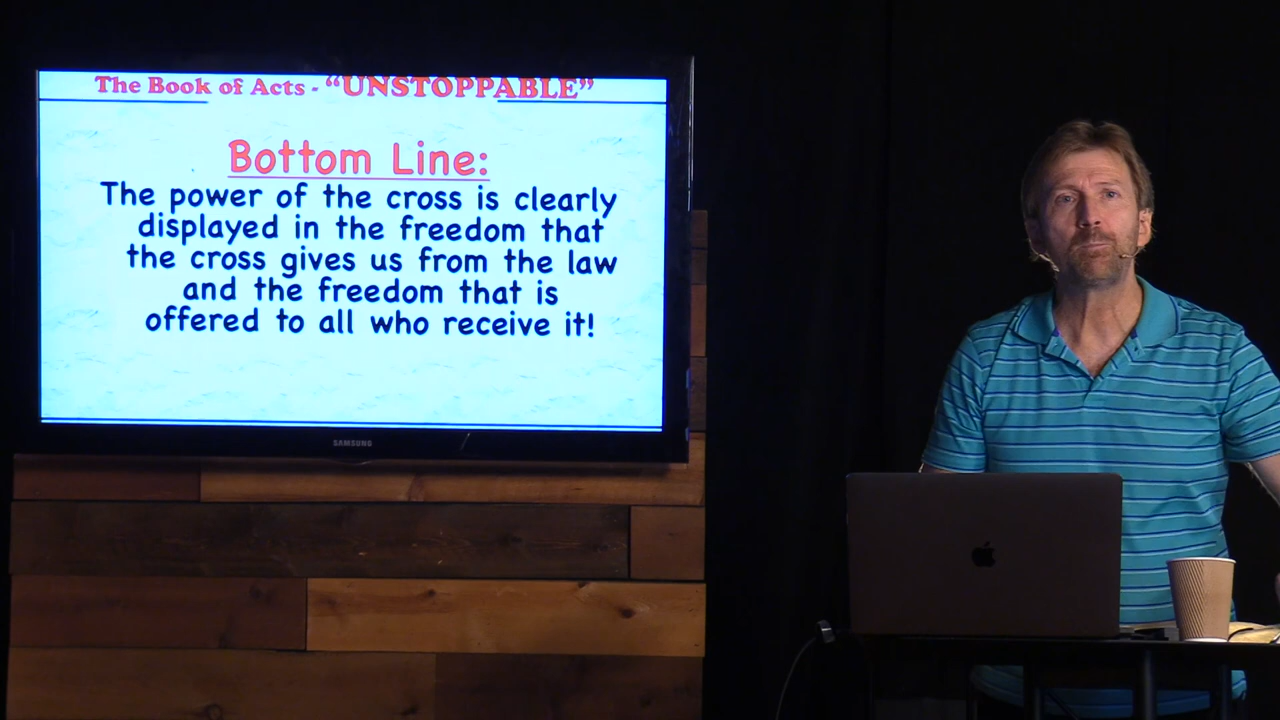 The Book of Acts - "UNSTOPPABLE"
Bottom Line:
The power of the cross is clearly
displayed in the freedom that
the cross gives us from the law
and the freedom that is
offered to all who receive it!
SAMSUNG